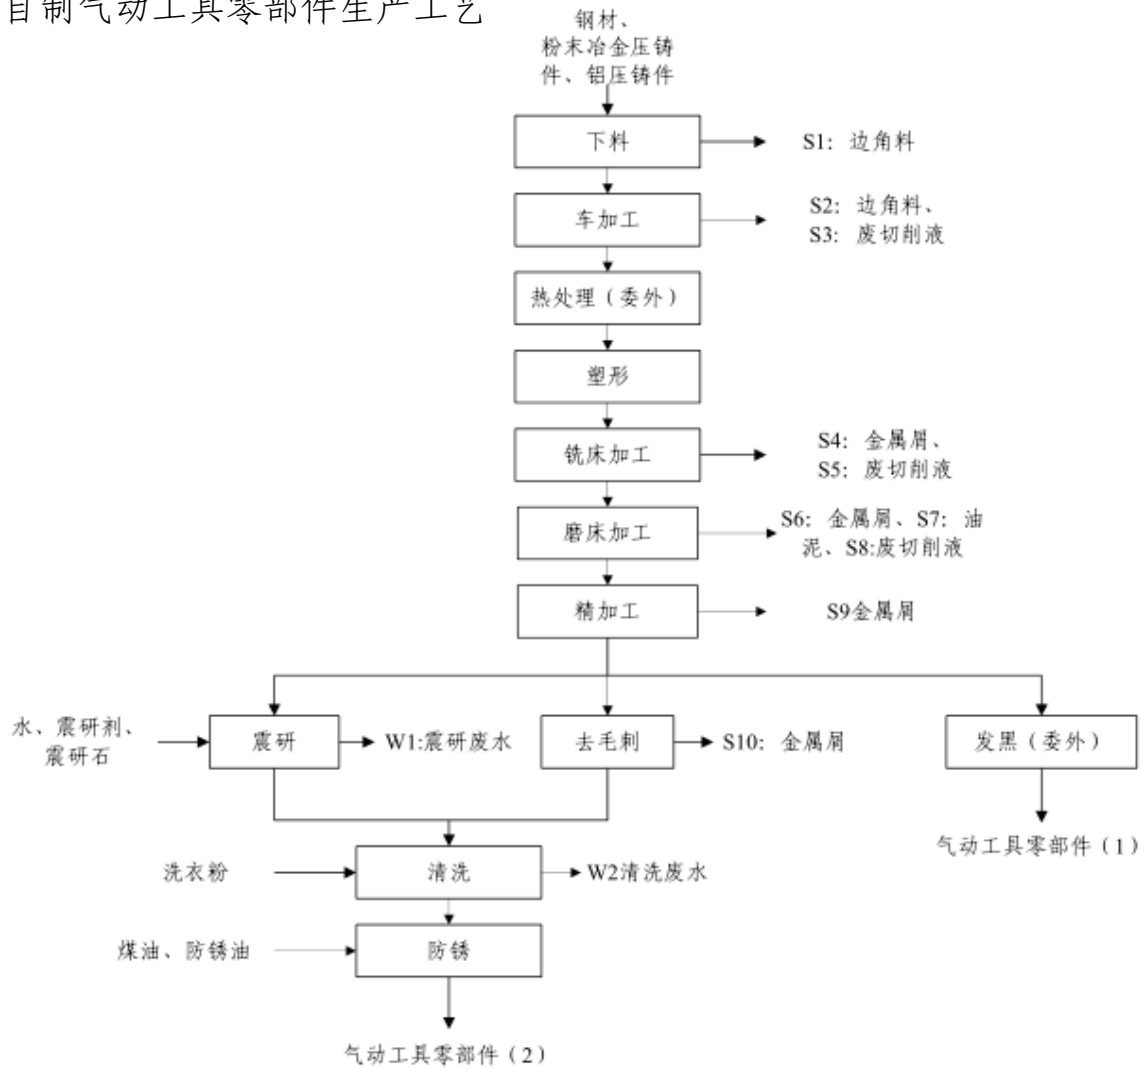 自制气动工具零部件生产工艺
钢材、
粉末冶金压铸
件、铝压铸件
下料
S1：边角料
车加工
S2：边角料、
S3：废切削液
热处理（委外）
塑形
铣床加工
S4：金属屑、
S5：废切削液
磨床加工
S6：金属屑、S7：油
泥、S8:废切削液
精加工
S9金属屑
水、震研剂、
震研石
震研
W1:震研废水
去毛刺
S10：金属屑
发黑（委外）
气动工具零部件（1）
洗衣粉
清洗
W2清洗废水
煤油、防锈油
防锈
气动工具零部件（2）